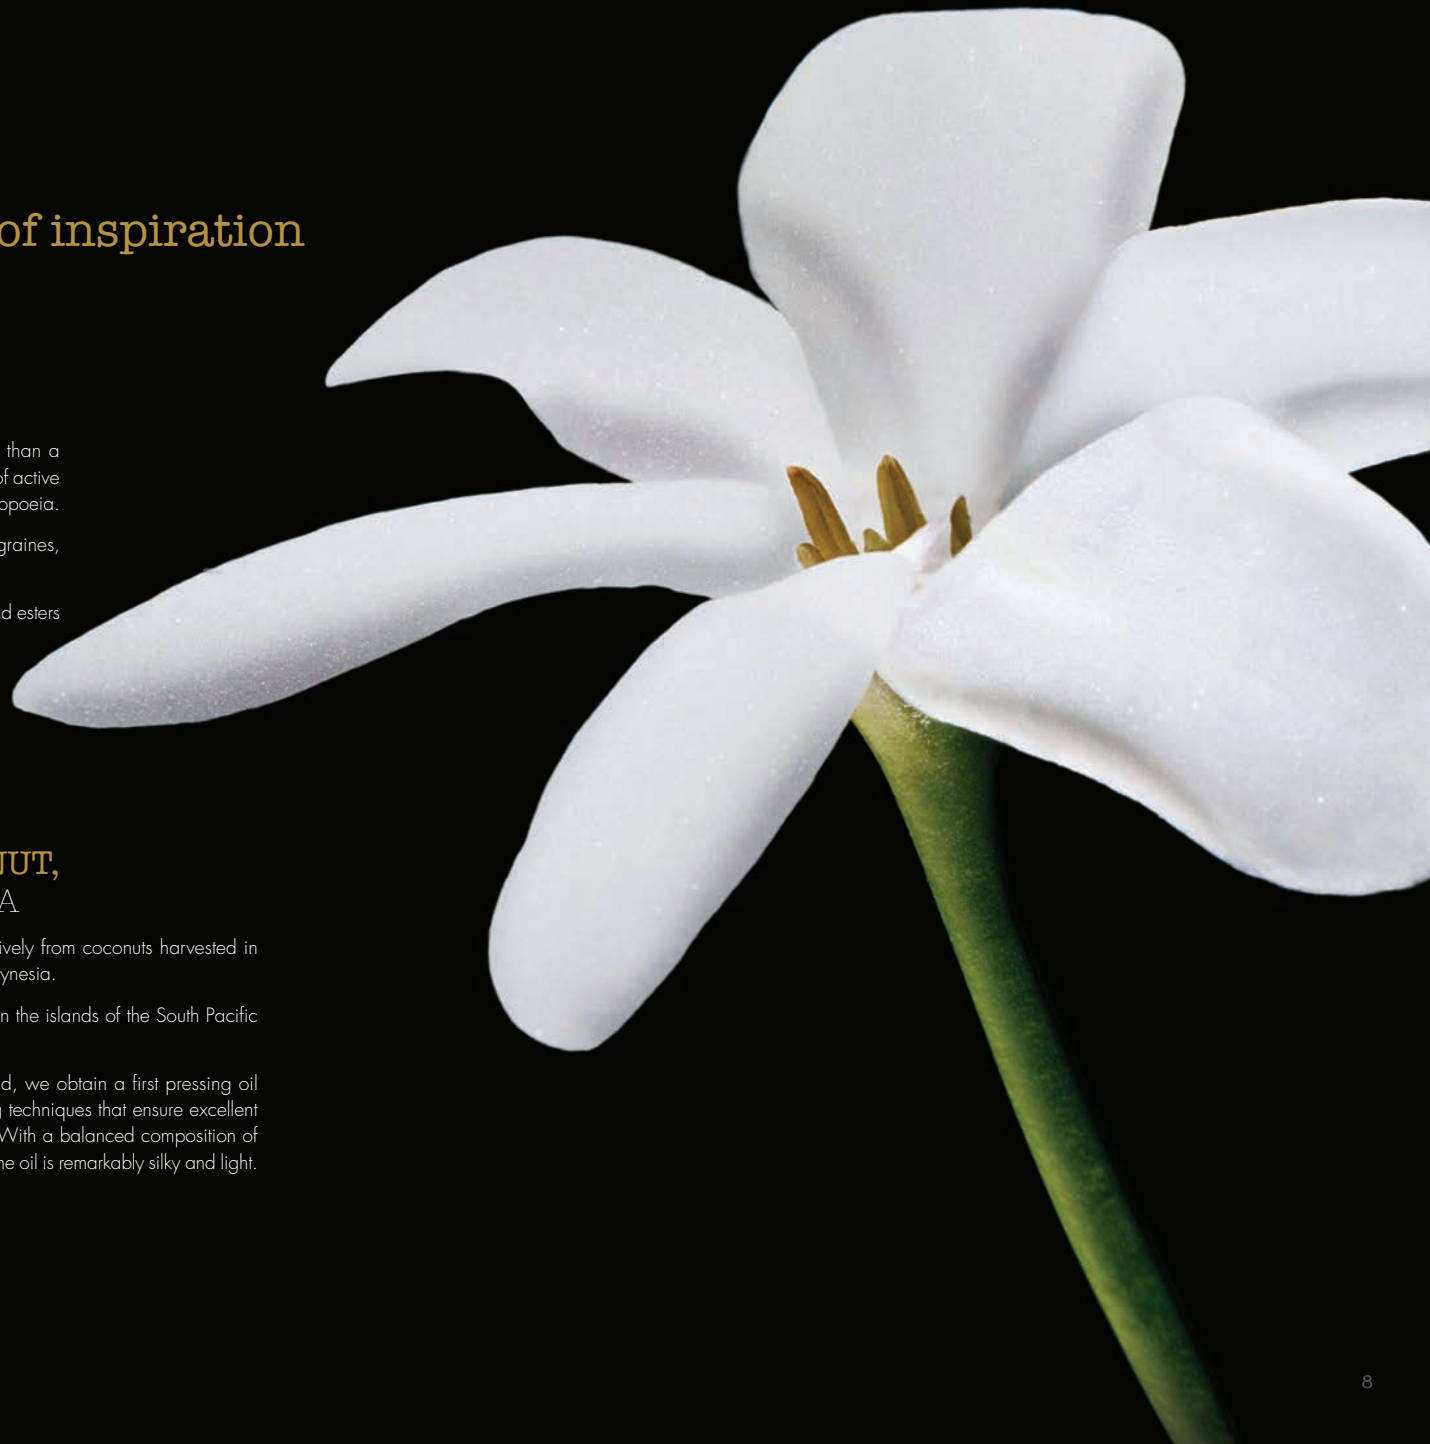 of inspiration
than a
of active
opoeia.
graines,
d esters
NUT,
A
ively from coconuts harvested in
ynesia.
n the islands of the South Pacific
d, we obtain a first pressing oil
g techniques that ensure excellent
With a balanced composition of
he oil is remarkably silky and light.
8